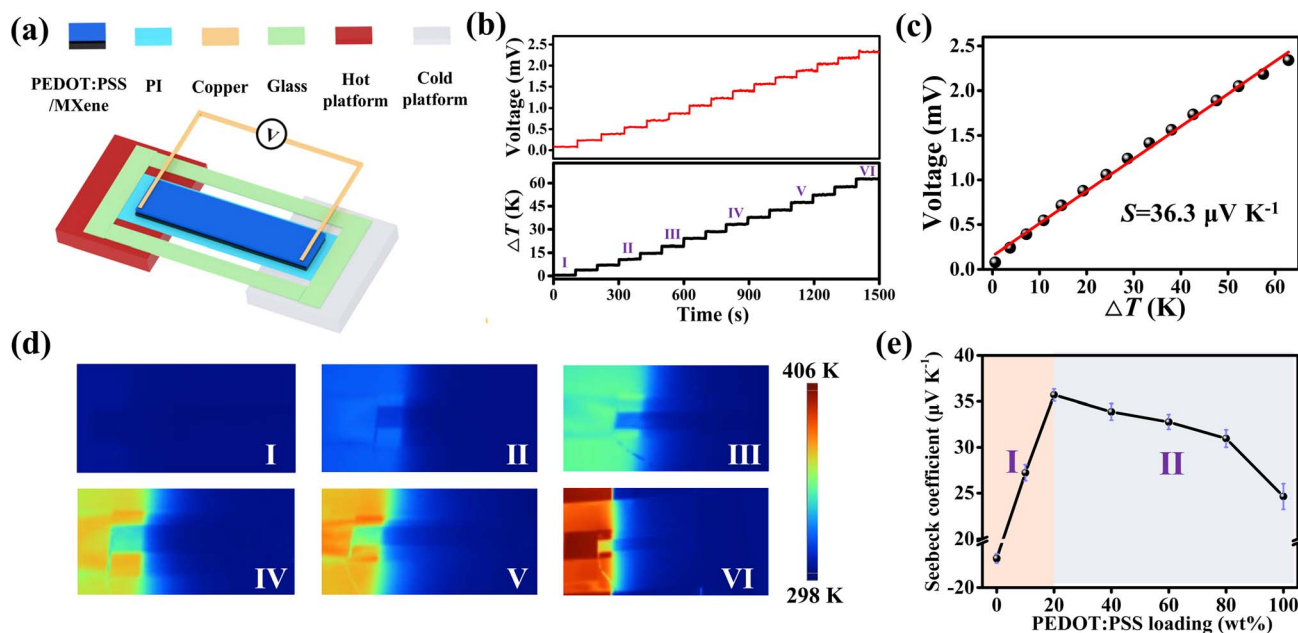 (a)
PEDOT:PSS
/MXene
PI
Copper
Glass
Hot
platform
Cold
platform
V
(b)
Voltage (mV)
2.5
2.0
1.5
1.0
0.5
0.0
△T (K)
60
45
30
15
0
I
II
III
IV
V
VI
0 300 600 900 1200 1500
Time (s)
(c)
Voltage (mV)
2.5
2.0
1.5
1.0
0.5
0.0
S=36.3 μV K⁻¹
0 10 20 30 40 50 60
△T (K)
(d)
I
II
III
IV
V
VI
406 K
298 K
(e)
Seebeck coefficient (μV K⁻¹)
40
35
30
25
20
-20
I
II
0 20 40 60 80 100
PEDOT:PSS loading (wt%)